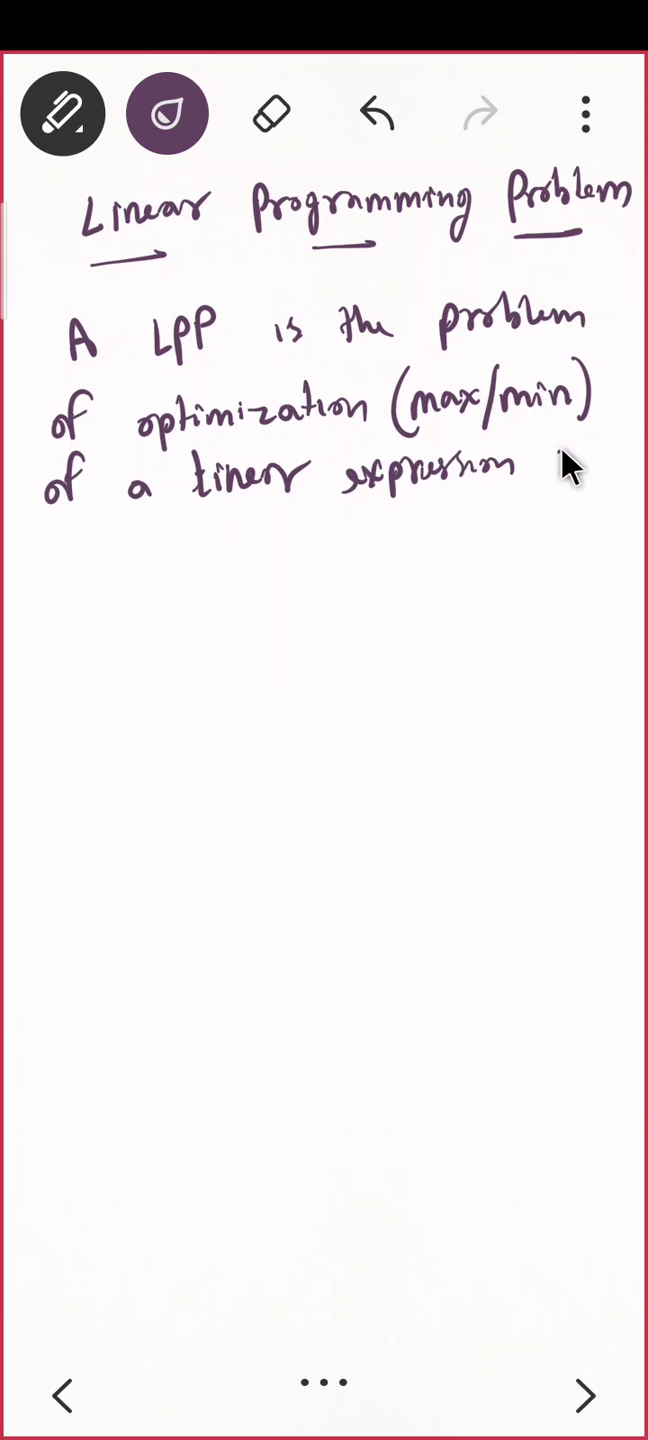 Linear Programming Problem
A LPP is the problem
of optimization (max/min)
of a linear expression